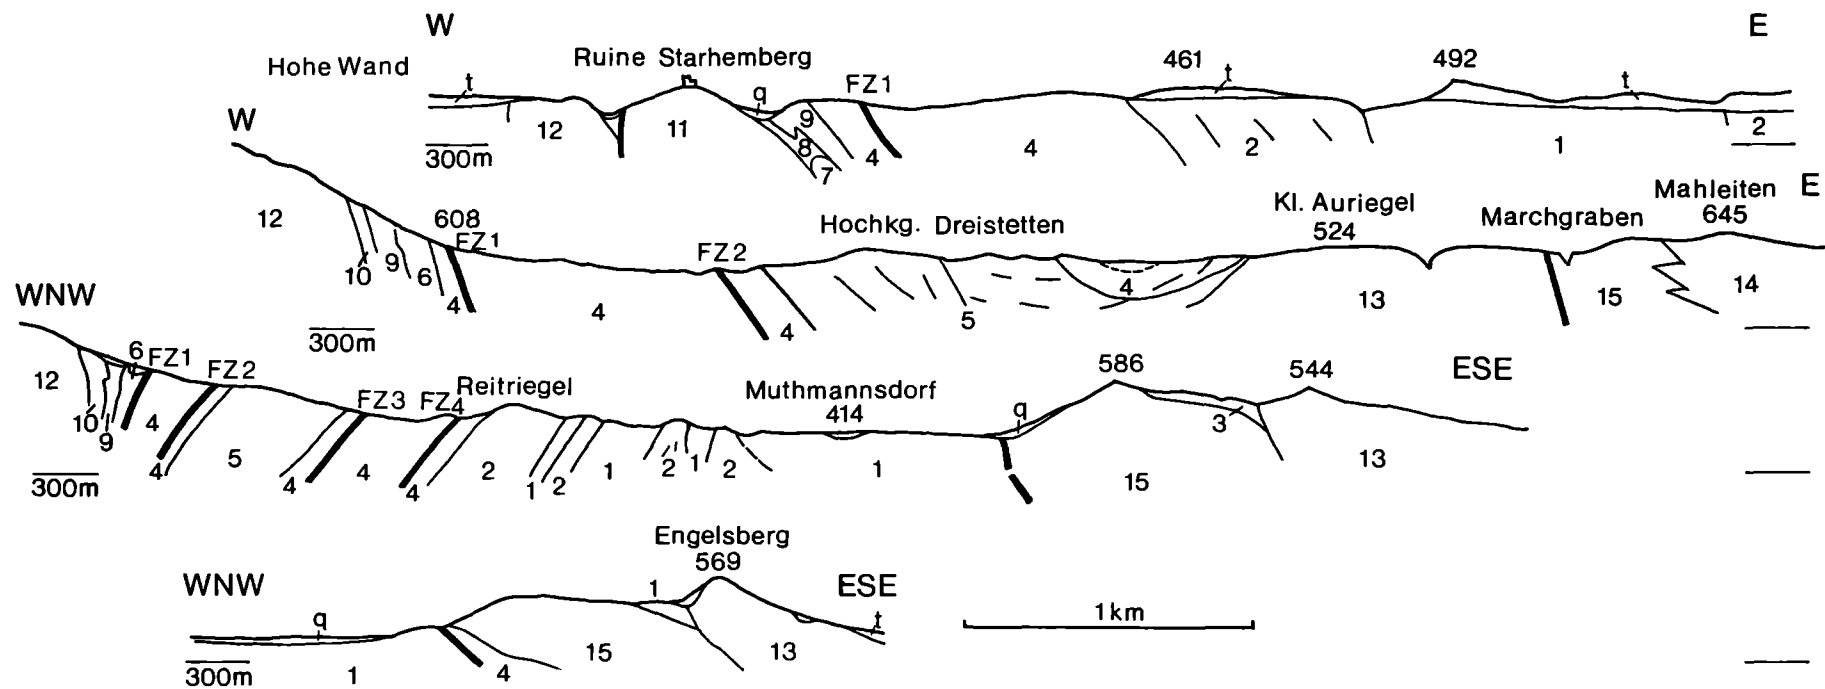 W E
Hohe Wand Ruine Starhemberg 461 t 492 t
t q FZ1
12 11 9 8 7 4 4 2 1 2
300m
W E
12 608 FZ1 FZ2 Hochkg. Dreistetten Kl. Auriegel Marchgraben Mahleiten
524 645
10 9 6 4 4 4 5 4 13 15 14
300m
WNW ESE
12 6 FZ1 FZ2 FZ3 FZ4 Reitriegel Muthmannsdorf 586 544
414 q
10 9 4 4 5 4 4 4 2 1 2 1 2 1 2 1 15 3 13
300m
Engelsberg
WNW 569 ESE
q 1 t 1km
300m 1 4 15 13